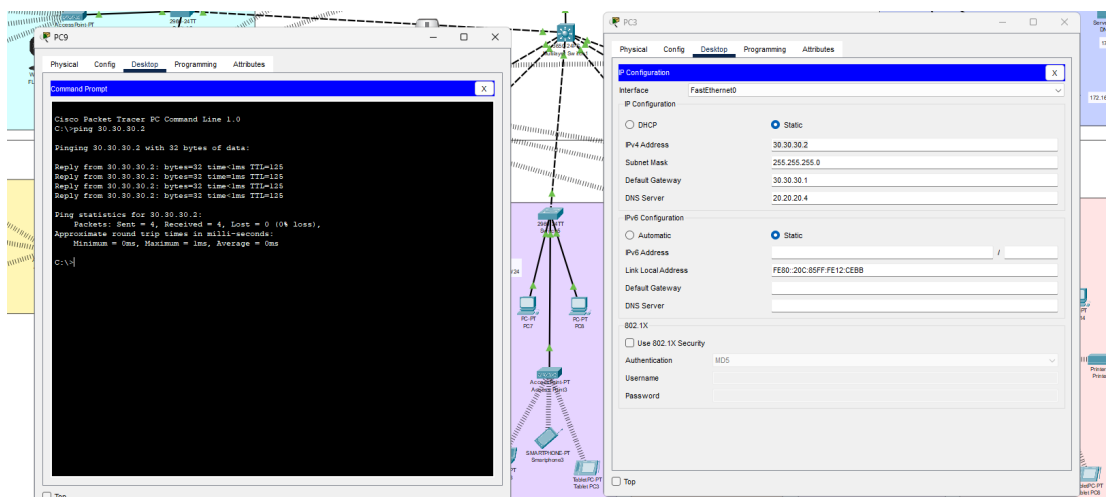 AccessPoint-PT
PC9
Physical Config Desktop Programming Attributes
Command Prompt
X
Cisco Packet Tracer PC Command Line 1.0
C:\>ping 30.30.30.2
Pinging 30.30.30.2 with 32 bytes of data:
Reply from 30.30.30.2: bytes=32 time<1ms TTL=125
Reply from 30.30.30.2: bytes=32 time<1ms TTL=125
Reply from 30.30.30.2: bytes=32 time=1ms TTL=125
Reply from 30.30.30.2: bytes=32 time<1ms TTL=125
Ping statistics for 30.30.30.2:
Packets: Sent = 4, Received = 4, Lost = 0 (0% loss),
Approximate round trip times in milli-seconds:
Minimum = 0ms, Maximum = 1ms, Average = 0ms
C:\>
Top
PC-PT
PC7
PC-PT
AccessPoint-PT
Access Point3
SMARTPHONE-PT
Smartphone3
TabletPC-PT
Tablet PC3
PC3
Physical Config Desktop Programming Attributes
IP Configuration
X
Interface FastEthernet0
IP Configuration
DHCP Static
IPv4 Address 30.30.30.2
Subnet Mask 255.255.255.0
Default Gateway 30.30.30.1
DNS Server 20.20.20.4
IPv6 Configuration
Automatic Static
IPv6 Address /
Link Local Address FE80::20C:85FF:FE12:CEBB
Default Gateway
DNS Server
802.1X
Use 802.1X Security
Authentication MD5
Username
Password
Top